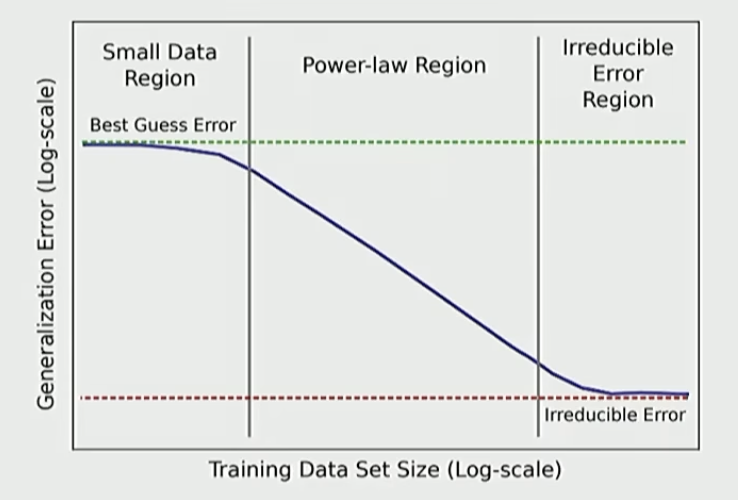 Small Data
Region
Power-law Region
Irreducible
Error
Region
Best Guess Error
Generalization Error (Log-scale)
Irreducible Error
Training Data Set Size (Log-scale)